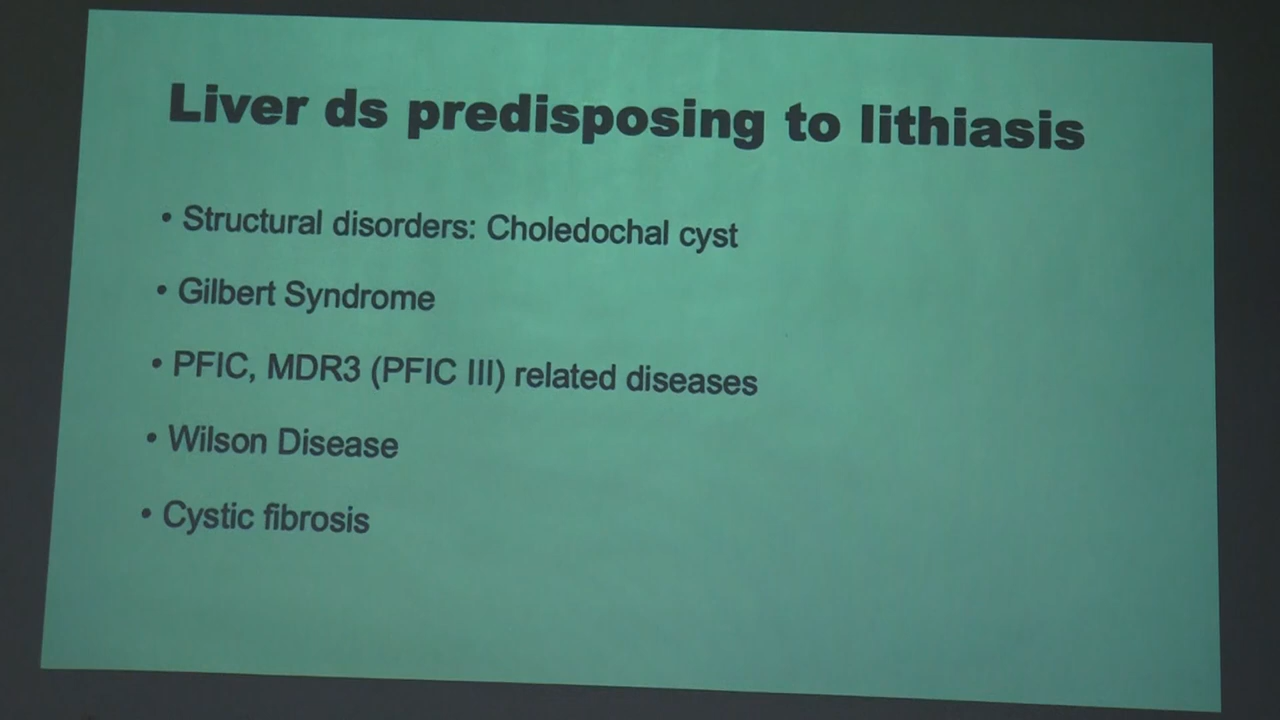 Liver ds predisposing to lithiasis
• Structural disorders: Choledochal cyst
• Gilbert Syndrome
• PFIC, MDR3 (PFIC III) related diseases
• Wilson Disease
• Cystic fibrosis